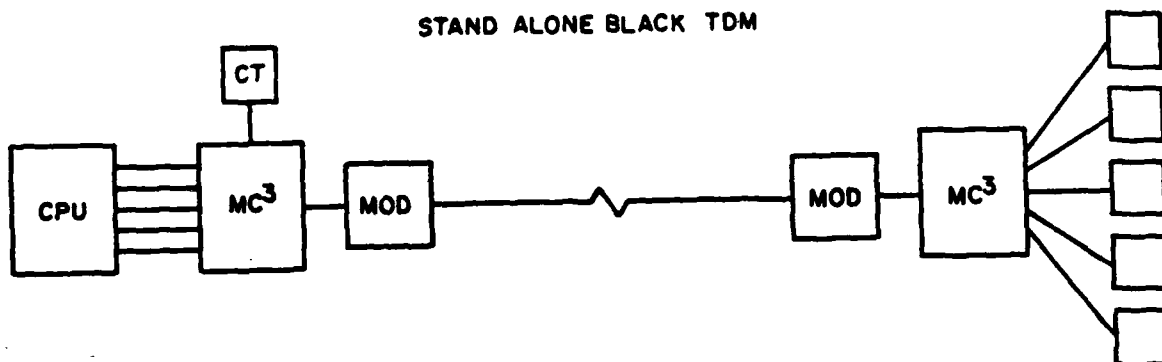 STAND ALONE BLACK TDM
CT
CPU
MC³
MOD
MOD
MC³